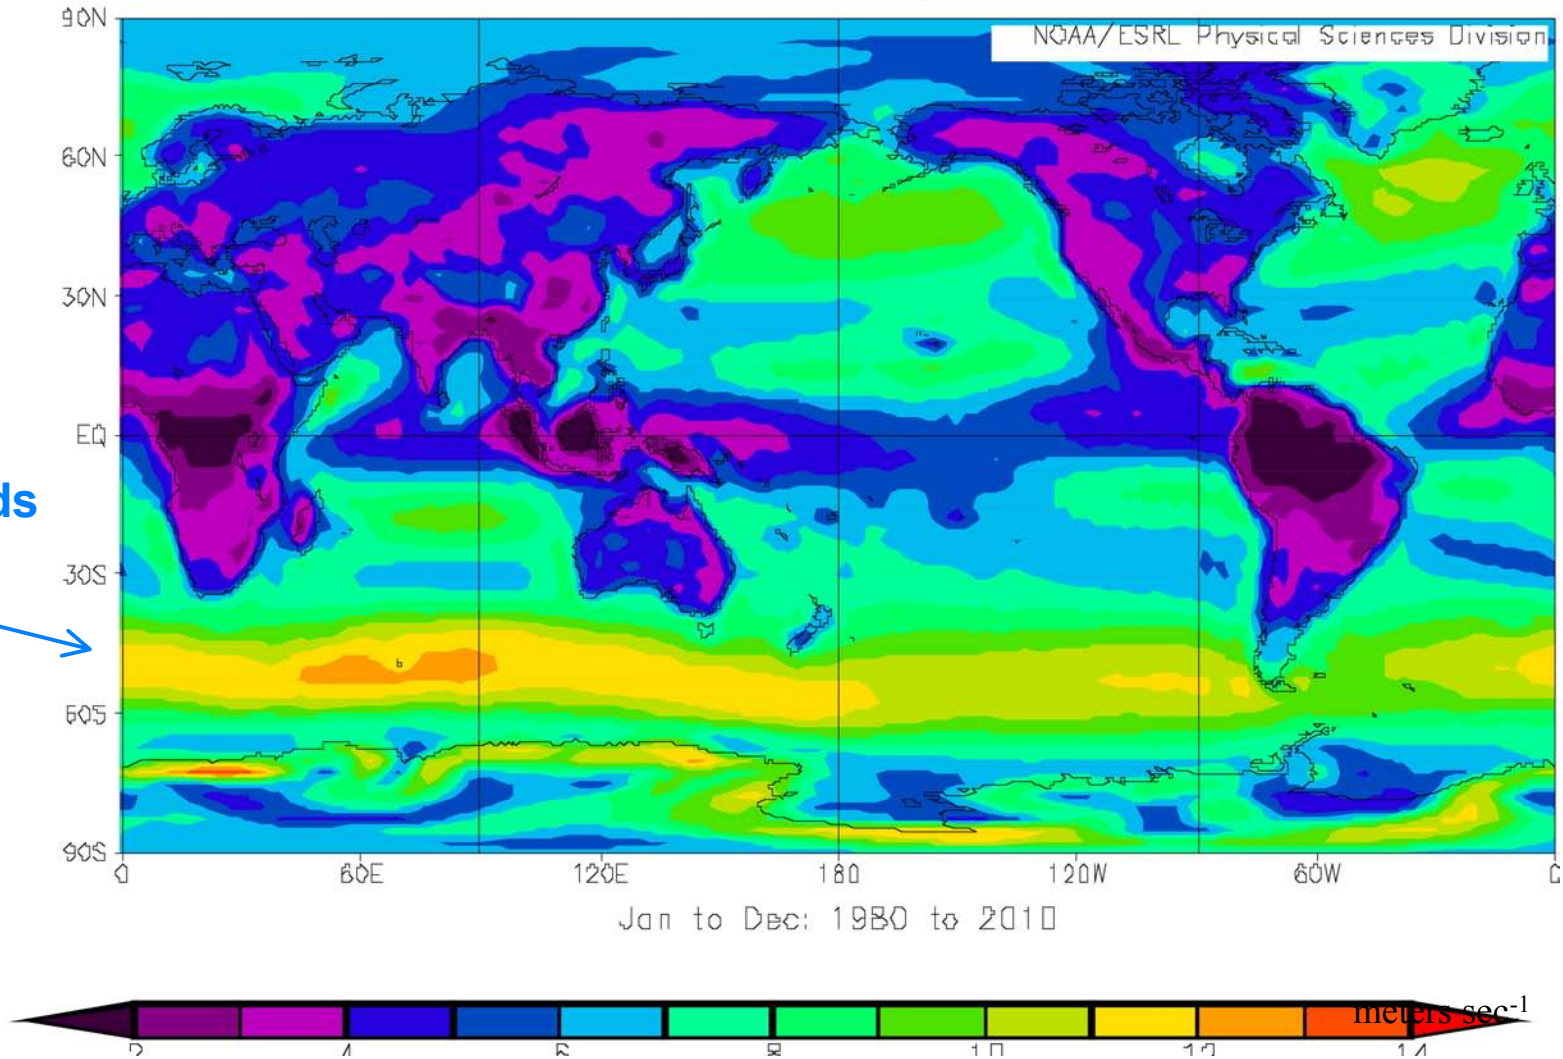 NOAA/ESRL Physical Sciences Division
90N
60N
30N
EQ
30S
60S
90S
ds
0
60E
120E
180
120W
60W
0
Jan to Dec: 1980 to 2010
meters sec-1
2
4
6
8
10
12
14